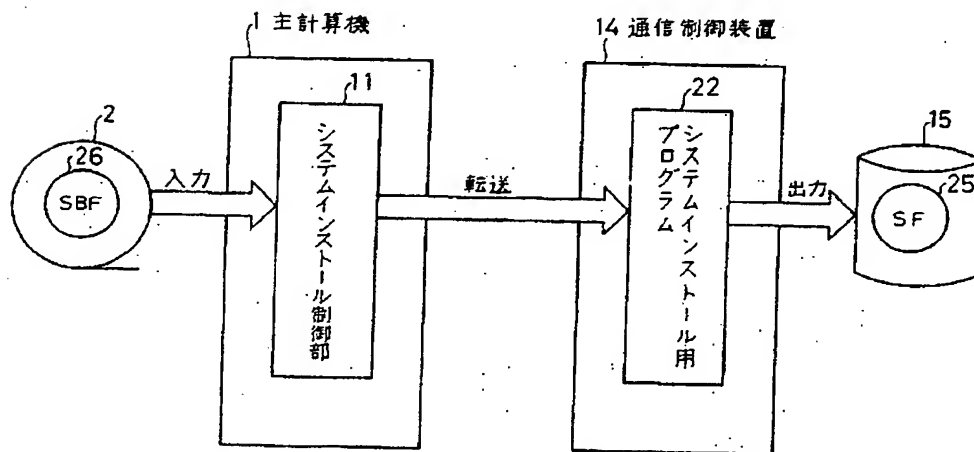 1 主計算機
14 通信制御装置
2
26
SBF
入力
11
システムインストール制御部
転送
22
システムインストール用
プログラム
出力
15
25
SF